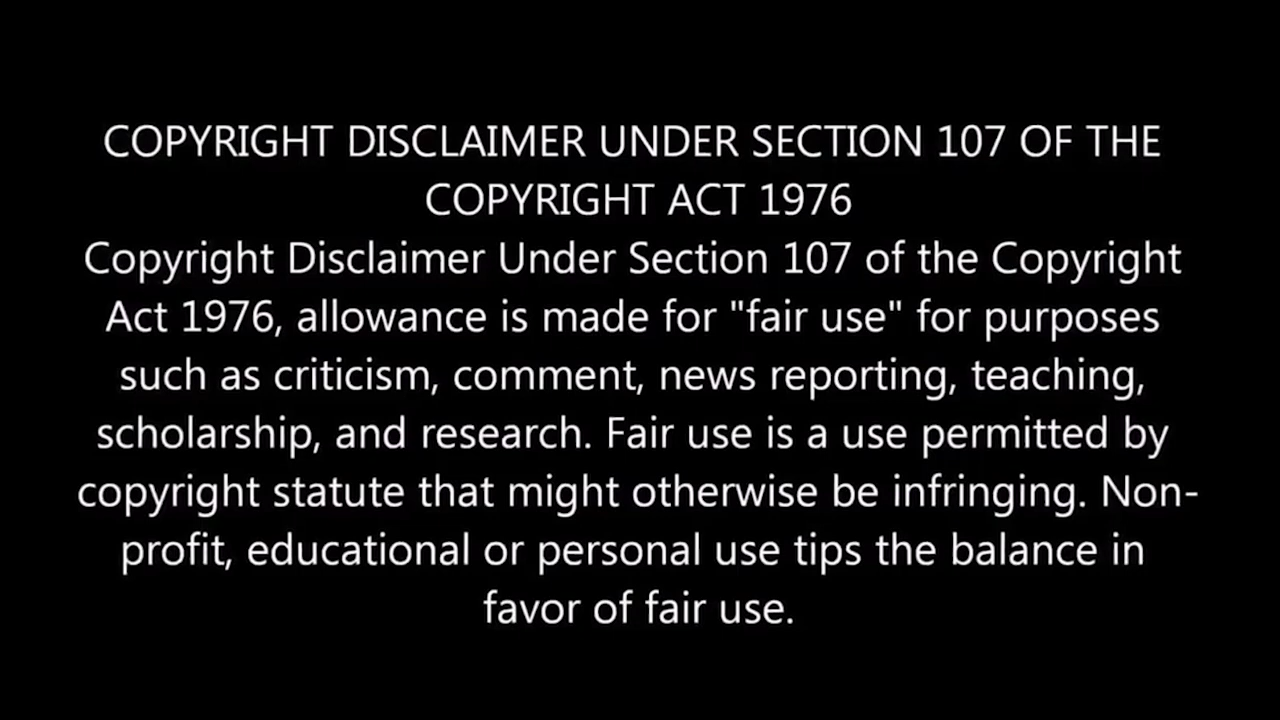 COPYRIGHT DISCLAIMER UNDER SECTION 107 OF THE
COPYRIGHT ACT 1976
Copyright Disclaimer Under Section 107 of the Copyright
Act 1976, allowance is made for "fair use" for purposes
such as criticism, comment, news reporting, teaching,
scholarship, and research. Fair use is a use permitted by
copyright statute that might otherwise be infringing. Non-
profit, educational or personal use tips the balance in
favor of fair use.